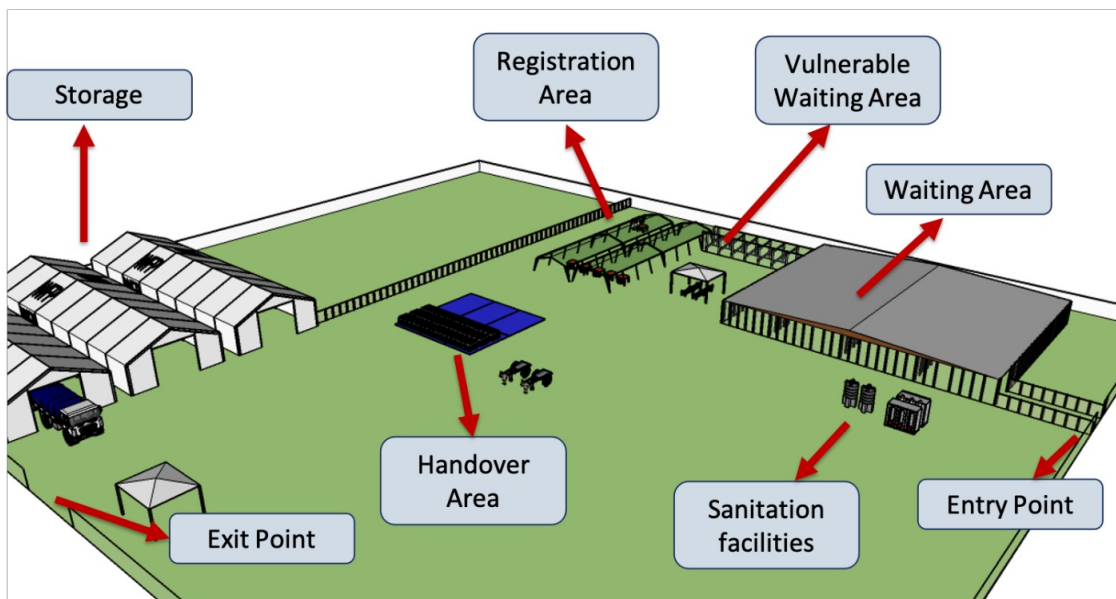 Storage
Registration
Area
Vulnerable
Waiting Area
Waiting Area
Handover
Area
Sanitation
facilities
Entry Point
Exit Point